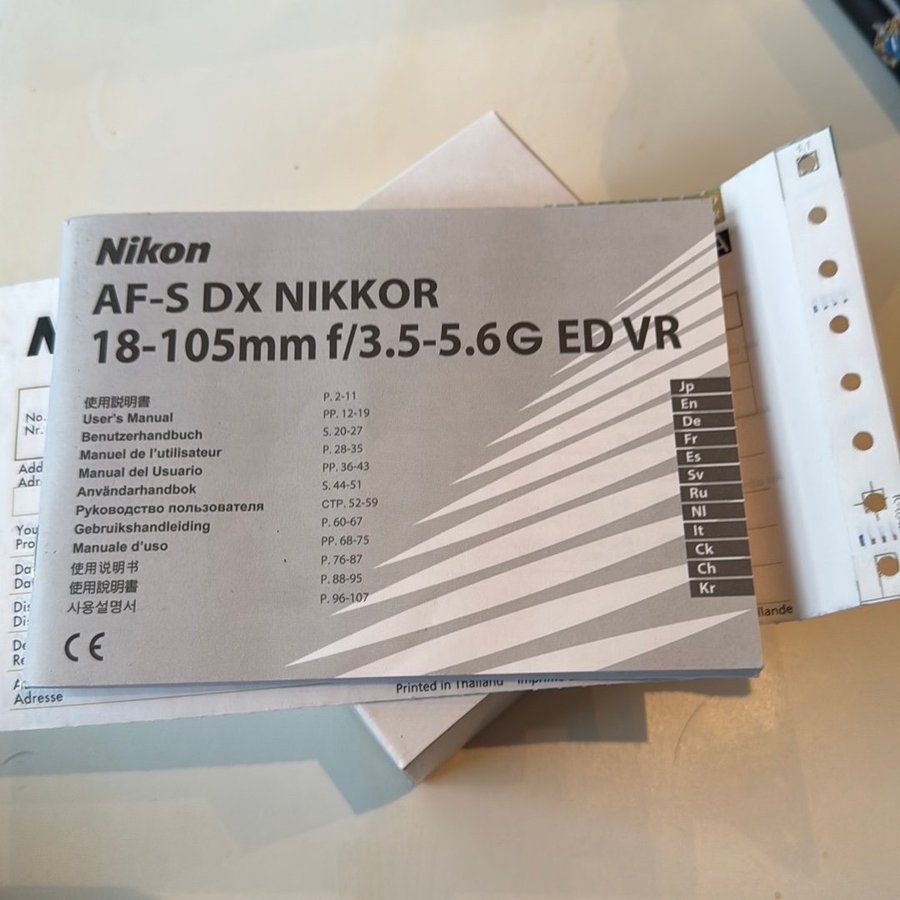 Nikon
AF-S DX NIKKOR
18-105mm f/3.5-5.6G ED VR
使用説明書 P. 2-11
User's Manual PP. 12-19
Benutzerhandbuch S. 20-27
Manuel de l'utilisateur P. 28-35
Manual del Usuario PP. 36-43
Användarhandbok S. 44-51
Руководство пользователя СТР. 52-59
Gebruikshandleiding P. 60-67
Manuale d'uso PP. 68-75
使用说明书 P. 76-87
使用說明書 P. 88-95
사용설명서 P. 96-107
Jp
En
De
Fr
Es
Sv
Ru
Nl
It
Ck
Ch
Kr
CE
No.
Nr.
Adresse
Printed in Thailand